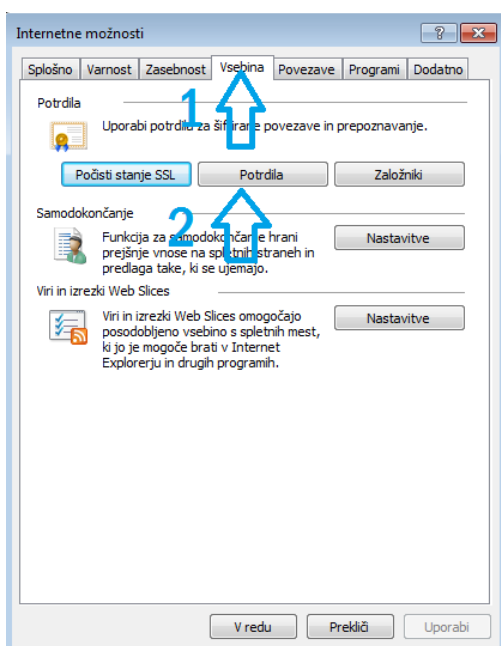 Internetne možnosti
Splošno Varnost Zasebnost Vsebina Povezave Programi Dodatno
Potrdila
1
Uporabi potrdila za šifrirane povezave in prepoznavanje.
Počisti stanje SSL Potrdila Založniki
Samodokončanje
2
Funkcija za samodokončanje hrani
prejšnje vnose na spletnih straneh in
predlaga take, ki se ujemajo.
Nastavitve
Viri in izrezki Web Slices
Viri in izrezki Web Slices omogočajo
posodobljeno vsebino s spletnih mest,
ki jo je mogoče brati v Internet
Explorerju in drugih programih.
Nastavitve
V redu Prekliči Uporabi